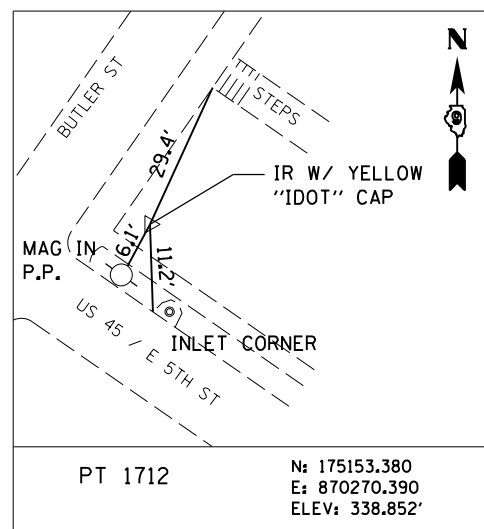 N
BUTLER ST
STEPS
29.4'
IR W/ YELLOW
"IDOT" CAP
6.1'
11.2'
MAG IN
P.P.
US 45 / E 5TH ST
INLET CORNER
PT 1712
N: 175153.380
E: 870270.390
ELEV: 338.852'